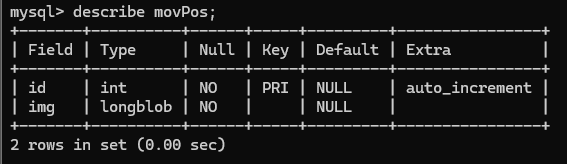 mysql> describe movPos;
+-------+----------+------+-----+---------+----------------+
| Field | Type     | Null | Key | Default | Extra          |
+-------+----------+------+-----+---------+----------------+
| id    | int      | NO   | PRI | NULL    | auto_increment |
| img   | longblob | NO   |     | NULL    |                |
+-------+----------+------+-----+---------+----------------+
2 rows in set (0.00 sec)